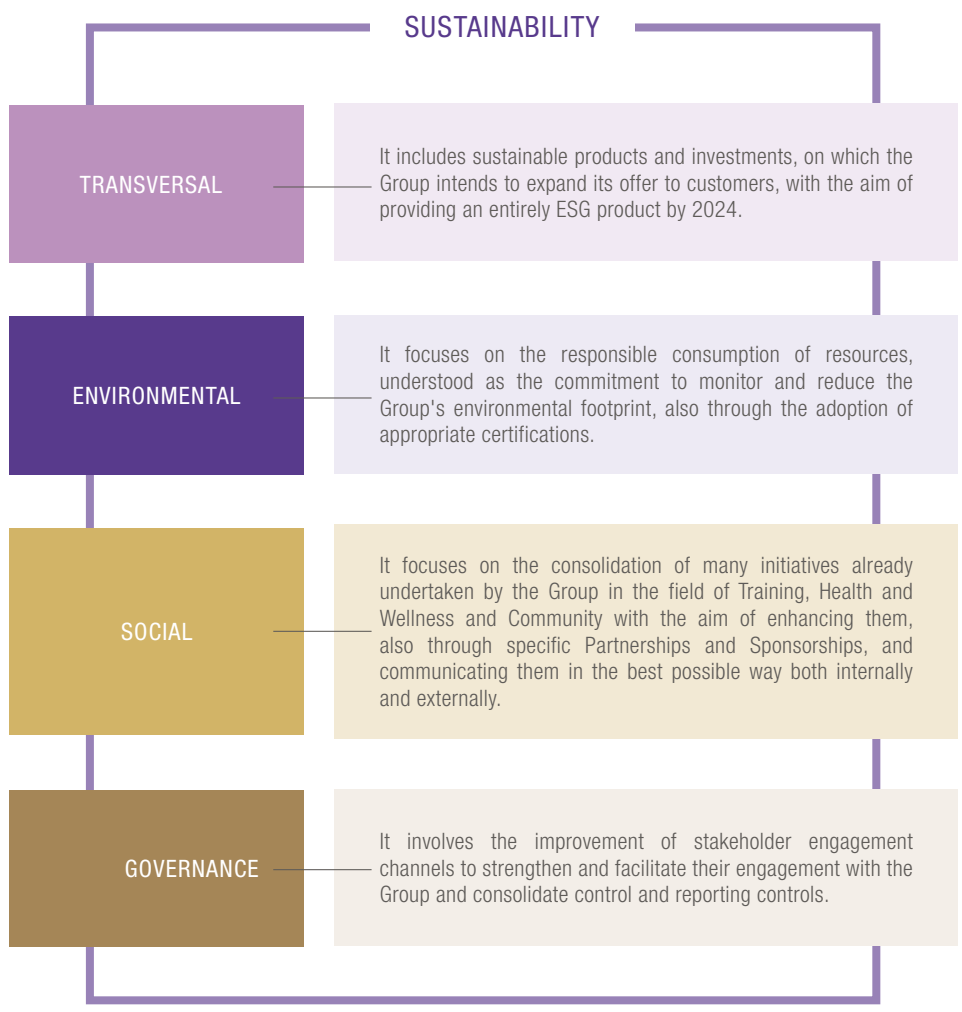 SUSTAINABILITY
TRANSVERSAL
It includes sustainable products and investments, on which the
Group intends to expand its offer to customers, with the aim of
providing an entirely ESG product by 2024.
ENVIRONMENTAL
It focuses on the responsible consumption of resources,
understood as the commitment to monitor and reduce the
Group's environmental footprint, also through the adoption of
appropriate certifications.
SOCIAL
It focuses on the consolidation of many initiatives already
undertaken by the Group in the field of Training, Health and
Wellness and Community with the aim of enhancing them,
also through specific Partnerships and Sponsorships, and
communicating them in the best possible way both internally
and externally.
GOVERNANCE
It involves the improvement of stakeholder engagement
channels to strengthen and facilitate their engagement with the
Group and consolidate control and reporting controls.